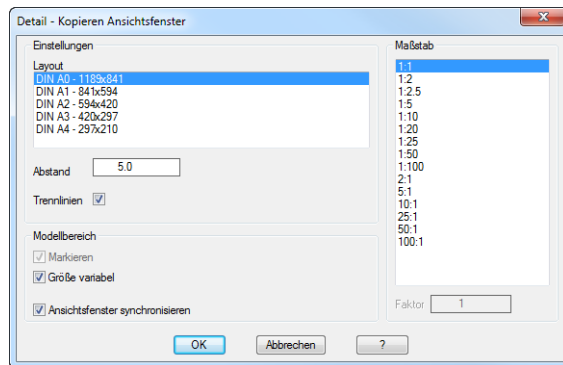 Detail - Kopieren Ansichtsfenster
Einstellungen
Layout
DIN A0 - 1189x841
DIN A1 - 841x594
DIN A2 - 594x420
DIN A3 - 420x297
DIN A4 - 297x210
Abstand 5.0
Trennlinien
Modellbereich
Markieren
Größe variabel
Ansichtsfenster synchronisieren
Maßstab
1:1
1:2
1:2.5
1:5
1:10
1:20
1:25
1:50
1:100
2:1
5:1
10:1
25:1
50:1
100:1
Faktor 1
OK Abbrechen ?